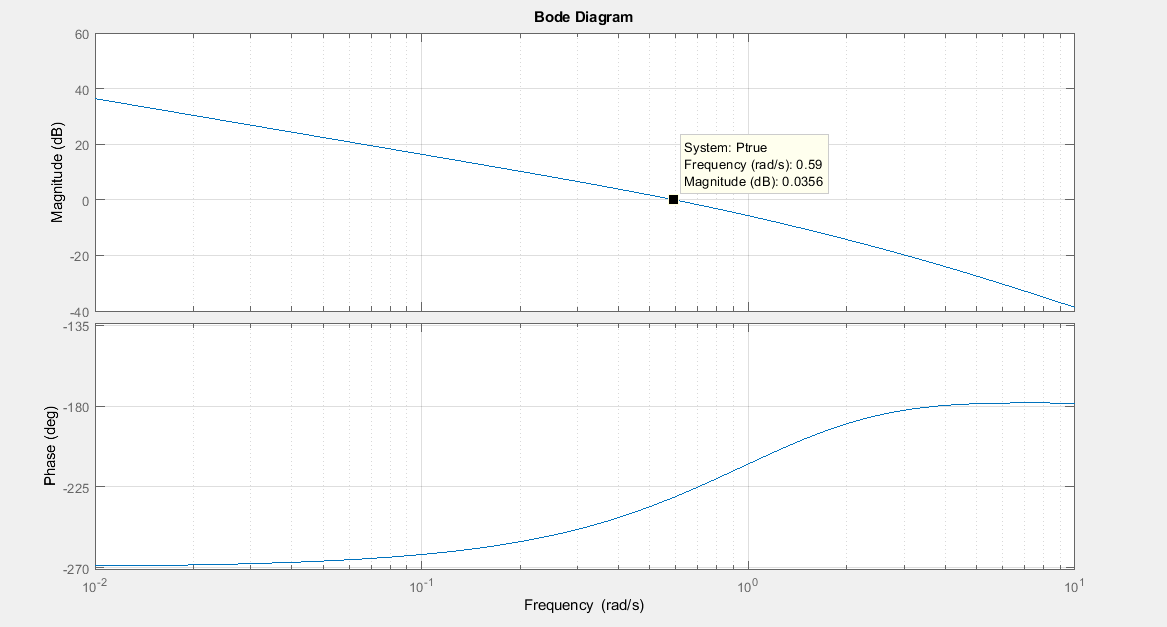 Bode Diagram
60
40
20
0
-20
-40
Magnitude (dB)
System: Ptrue
Frequency (rad/s): 0.59
Magnitude (dB): 0.0356
-135
-180
-225
-270
Phase (deg)
10-2 10-1 100 101
Frequency (rad/s)